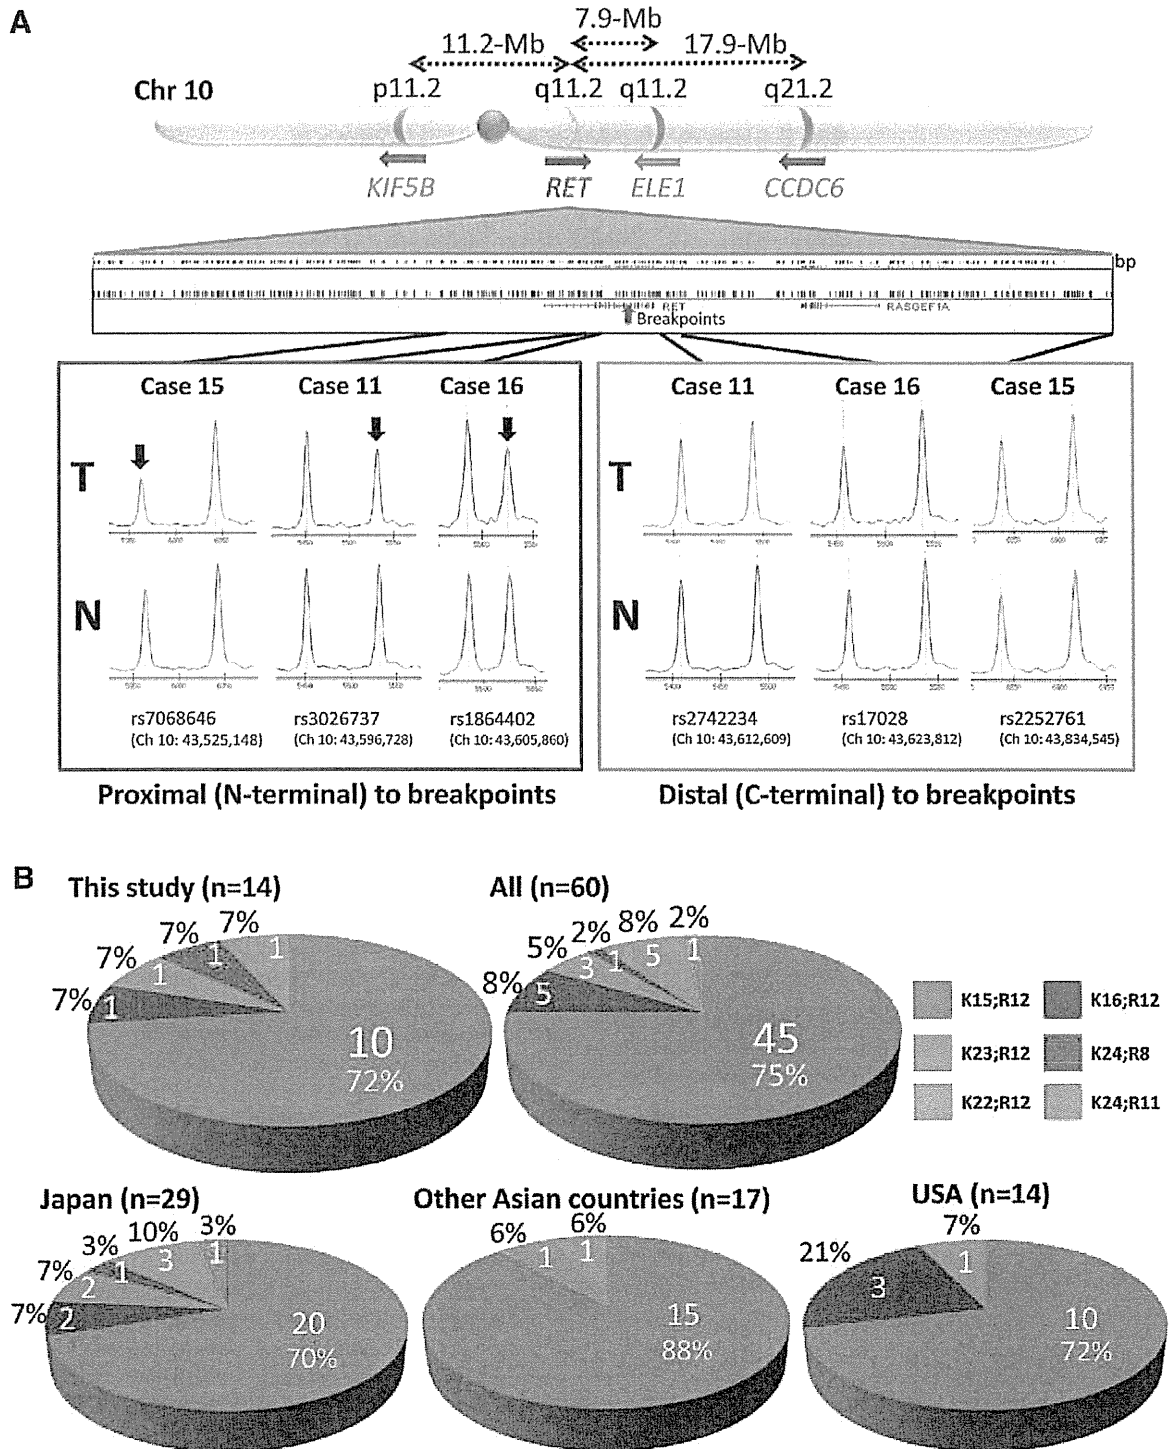 A
7.9-Mb
11.2-Mb
17.9-Mb
Chr 10
p11.2
q11.2
q11.2
q21.2
KIF5B
RET
ELE1
CCDC6
bp
RET
RASGEF1A
Breakpoints
Case 15
Case 11
Case 16
Case 11
Case 16
Case 15
T
T
N
N
rs7068646
(Ch 10: 43,525,148)
rs3026737
(Ch 10: 43,596,728)
rs1864402
(Ch 10: 43,605,860)
rs2742234
(Ch 10: 43,612,609)
rs17028
(Ch 10: 43,623,812)
rs2252761
(Ch 10: 43,834,545)
Proximal (N-terminal) to breakpoints
Distal (C-terminal) to breakpoints
B
This study (n=14)
7%
7%
7%
7%
1
1
1
1
10
72%
All (n=60)
8%
5%
2%
8%
2%
5
3
1
5
1
45
75%
K15;R12
K16;R12
K23;R12
K24;R8
K22;R12
K24;R11
Japan (n=29)
7%
7%
3%
10%
3%
2
2
1
3
1
20
70%
Other Asian countries (n=17)
6%
6%
1
1
15
88%
USA (n=14)
21%
7%
3
1
10
72%